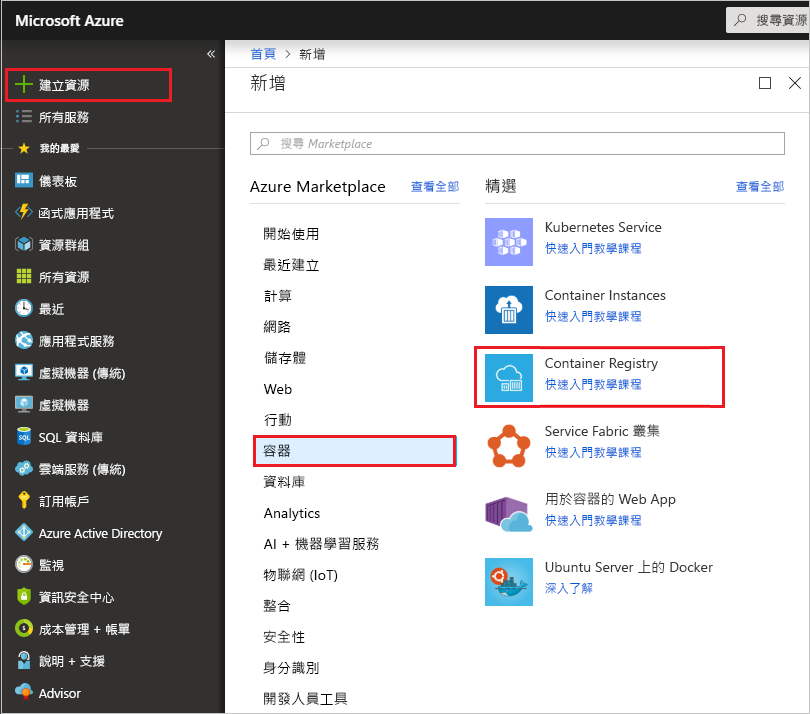 Microsoft Azure
搜尋資源
«
建立資源
所有服務
我的最愛
儀表板
函式應用程式
資源群組
所有資源
最近
應用程式服務
虛擬機器 (傳統)
虛擬機器
SQL 資料庫
雲端服務 (傳統)
訂用帳戶
Azure Active Directory
監視
資訊安全中心
成本管理 + 帳單
說明 + 支援
Advisor
首頁 > 新增
新增
搜尋 Marketplace
Azure Marketplace 查看全部
開始使用
最近建立
計算
網路
儲存體
Web
行動
容器
資料庫
Analytics
AI + 機器學習服務
物聯網 (IoT)
整合
安全性
身分識別
開發人員工具
精選 查看全部
Kubernetes Service
快速入門教學課程
Container Instances
快速入門教學課程
Container Registry
快速入門教學課程
Service Fabric 叢集
快速入門教學課程
用於容器的 Web App
快速入門教學課程
Ubuntu Server 上的 Docker
深入了解